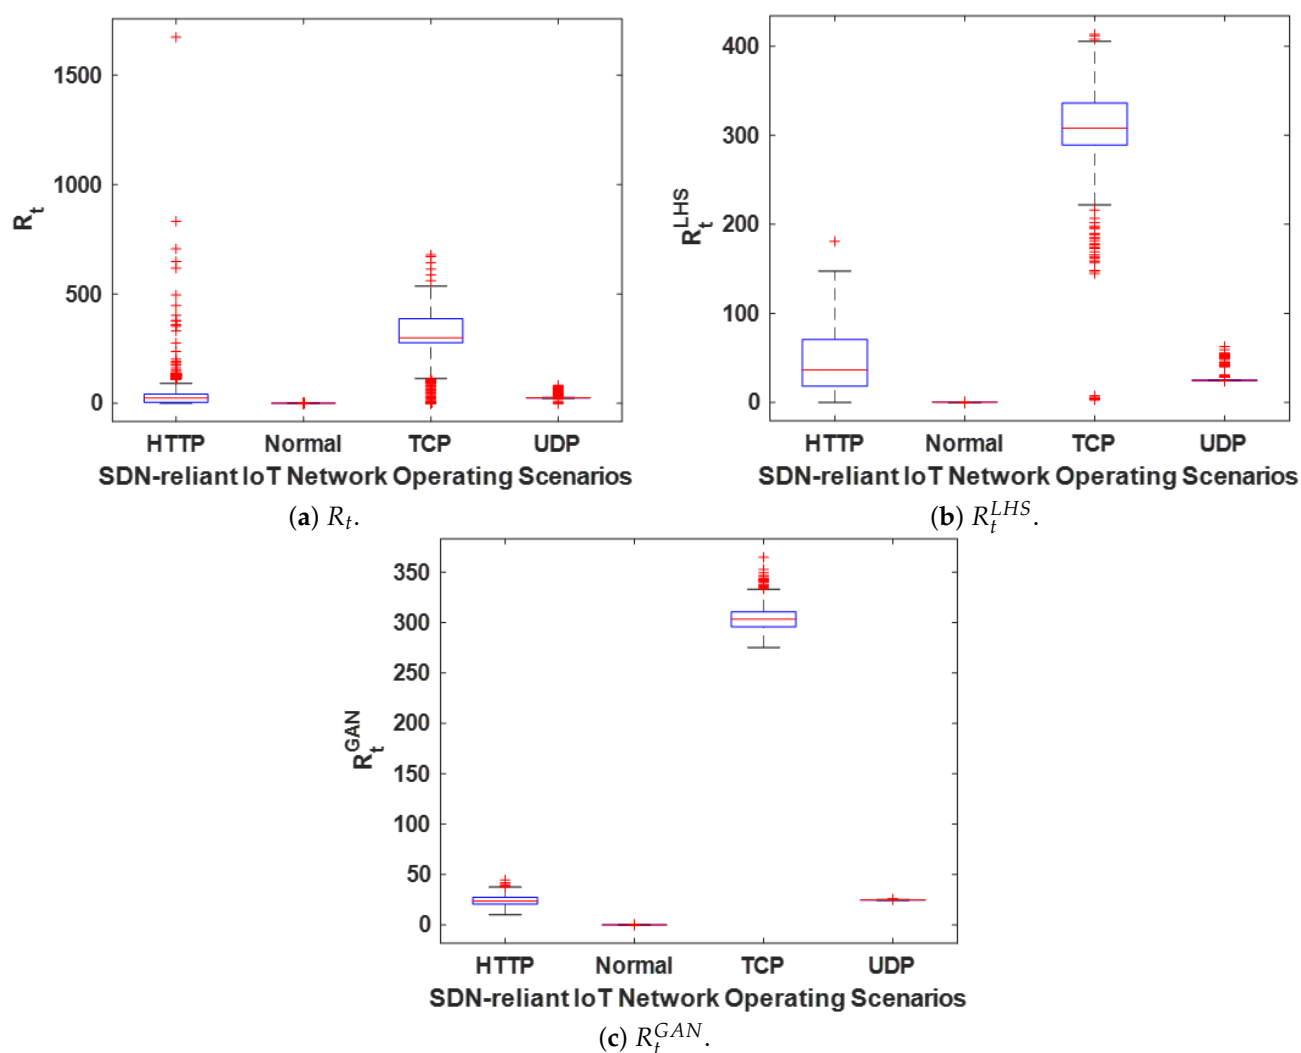 1500
1000
500
0
R_t
HTTP Normal TCP UDP
SDN-reliant IoT Network Operating Scenarios
(a) R_t.
400
300
200
100
0
R_t^LHS
HTTP Normal TCP UDP
SDN-reliant IoT Network Operating Scenarios
(b) R_t^LHS.
350
300
250
200
150
100
50
0
R_t^GAN
HTTP Normal TCP UDP
SDN-reliant IoT Network Operating Scenarios
(c) R_t^GAN.